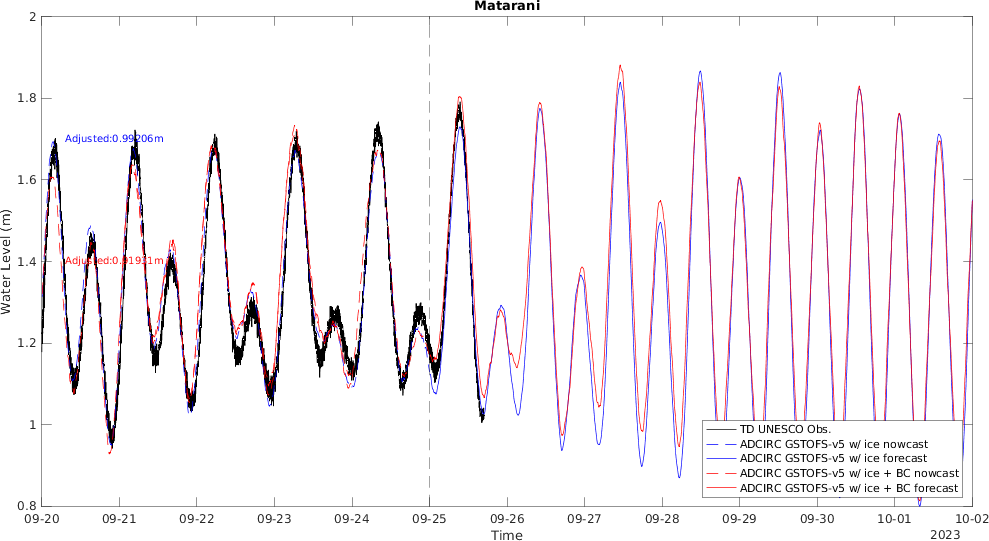 Matarani
2
1.8
1.6
1.4
1.2
1
0.8
Water Level (m)
Adjusted:0.99206m
Adjusted:0.91911m
TD UNESCO Obs.
ADCIRC GSTOFS-v5 w/ ice nowcast
ADCIRC GSTOFS-v5 w/ ice forecast
ADCIRC GSTOFS-v5 w/ ice + BC nowcast
ADCIRC GSTOFS-v5 w/ ice + BC forecast
09-20 09-21 09-22 09-23 09-24 09-25 09-26 09-27 09-28 09-29 09-30 10-01 10-02
Time
2023